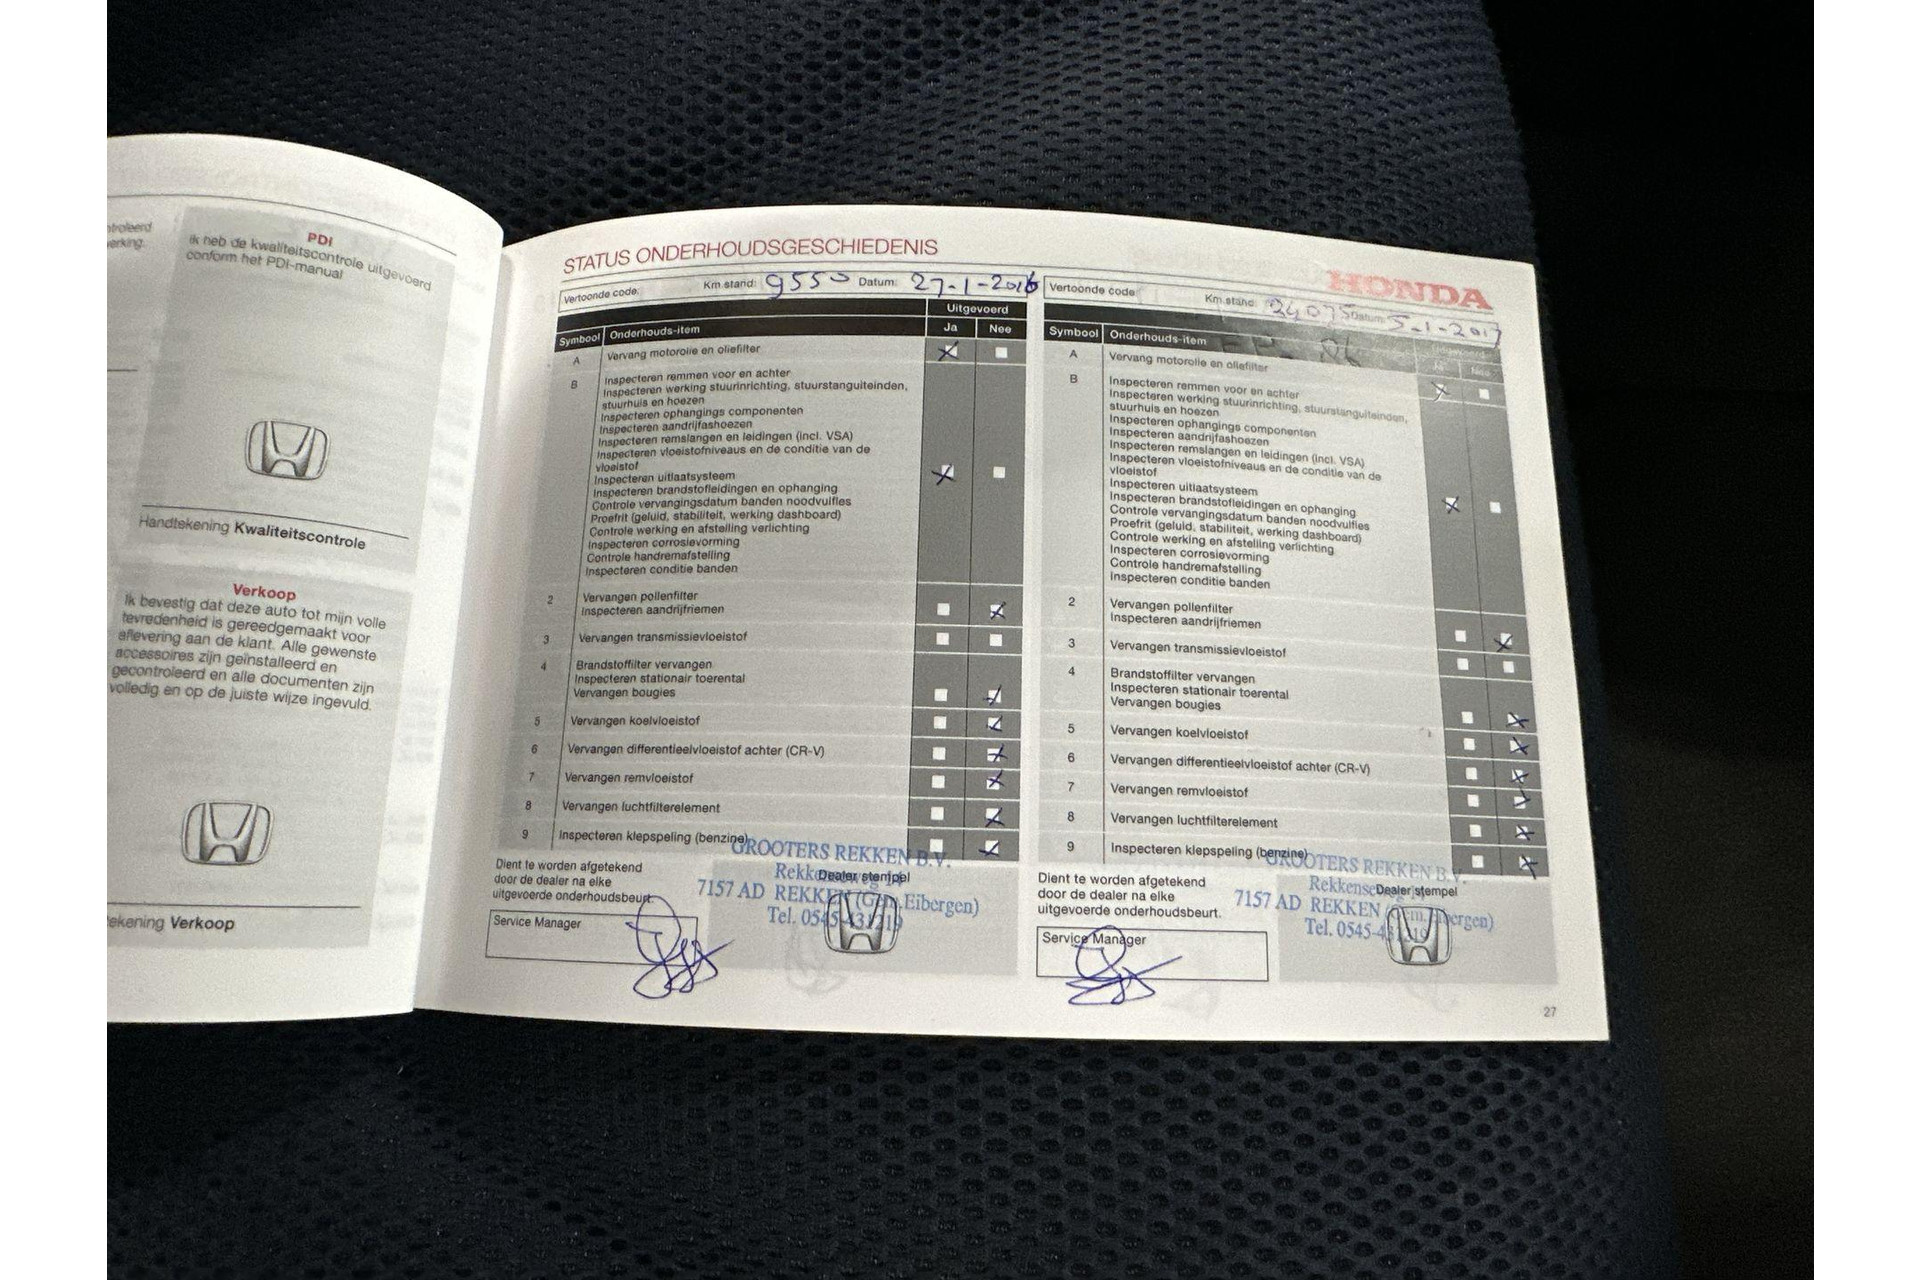 troleerd
erking.
PDI
Ik heb de kwaliteitscontrole uitgevoerd
conform het PDI-manual
Handtekening Kwaliteitscontrole
Verkoop
Ik bevestig dat deze auto tot mijn volle
tevredenheid is gereedgemaakt voor
aflevering aan de klant. Alle gewenste
accessoires zijn geïnstalleerd en
gecontroleerd en alle documenten zijn
volledig en op de juiste wijze ingevuld.
ekening Verkoop
STATUS ONDERHOUDSGESCHIEDENIS
HONDA
Vertoonde code: Km.stand: 9550 Datum: 27-1-2016
Uitgevoerd
Symbool Onderhouds-item Ja Nee
A Vervang motorolie en oliefilter
B Inspecteren remmen voor en achter
Inspecteren werking stuurinrichting, stuurstanguiteinden,
stuurhuis en hoezen
Inspecteren ophangings componenten
Inspecteren aandrijfashoezen
Inspecteren remslangen en leidingen (incl. VSA)
Inspecteren vloeistofniveaus en de conditie van de
vloeistof
Inspecteren uitlaatsysteem
Inspecteren brandstofleidingen en ophanging
Controle vervangingsdatum banden noodvulfles
Proefrit (geluid, stabiliteit, werking dashboard)
Controle werking en afstelling verlichting
Inspecteren corrosievorming
Controle handremafstelling
Inspecteren conditie banden
2 Vervangen pollenfilter
Inspecteren aandrijfriemen
3 Vervangen transmissievloeistof
4 Brandstoffilter vervangen
Inspecteren stationair toerental
Vervangen bougies
5 Vervangen koelvloeistof
6 Vervangen differentieelvloeistof achter (CR-V)
7 Vervangen remvloeistof
8 Vervangen luchtfilterelement
9 Inspecteren klepspeling (benzine)
Dient te worden afgetekend
door de dealer na elke
uitgevoerde onderhoudsbeurt.
Service Manager
Dealer stempel
GROOTERS REKKEN B.V.
7157 AD REKKEN (Gem. Eibergen)
Tel. 0545-431219
Vertoonde code Km.stand: 24075 Datum: 5-1-2017
Symbool Onderhouds-item Ja Nee
A Vervang motorolie en oliefilter
B Inspecteren remmen voor en achter
Inspecteren werking stuurinrichting, stuurstanguiteinden,
stuurhuis en hoezen
Inspecteren ophangings componenten
Inspecteren aandrijfashoezen
Inspecteren remslangen en leidingen (incl. VSA)
Inspecteren vloeistofniveaus en de conditie van de
vloeistof
Inspecteren uitlaatsysteem
Inspecteren brandstofleidingen en ophanging
Controle vervangingsdatum banden noodvulfles
Proefrit (geluid, stabiliteit, werking dashboard)
Controle werking en afstelling verlichting
Inspecteren corrosievorming
Controle handremafstelling
Inspecteren conditie banden
2 Vervangen pollenfilter
Inspecteren aandrijfriemen
3 Vervangen transmissievloeistof
4 Brandstoffilter vervangen
Inspecteren stationair toerental
Vervangen bougies
5 Vervangen koelvloeistof
6 Vervangen differentieelvloeistof achter (CR-V)
7 Vervangen remvloeistof
8 Vervangen luchtfilterelement
9 Inspecteren klepspeling (benzine)
Dient te worden afgetekend
door de dealer na elke
uitgevoerde onderhoudsbeurt.
Service Manager
Dealer stempel
GROOTERS REKKEN B.V.
7157 AD REKKEN (Gem. Eibergen)
Tel. 0545-431219
27